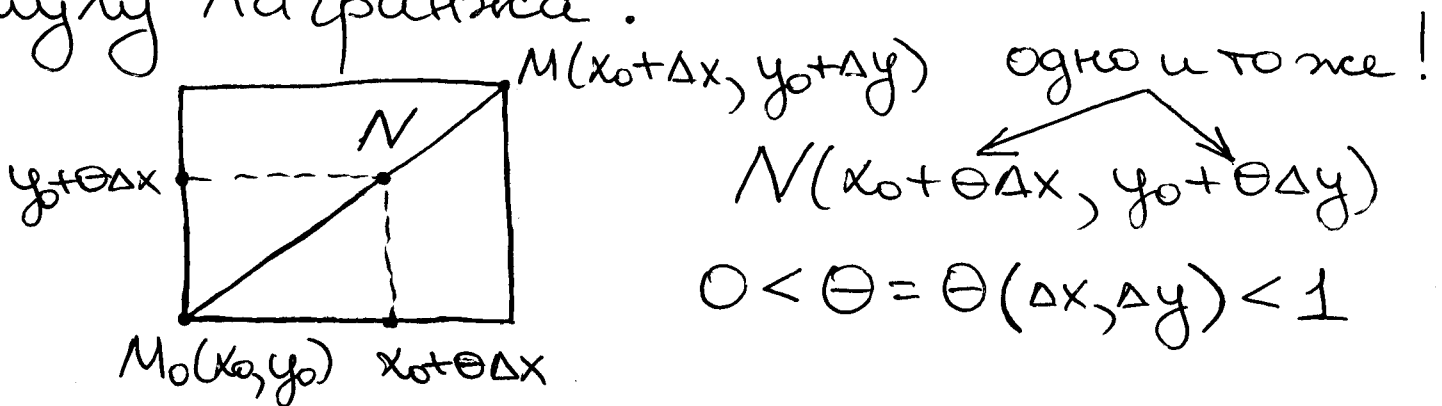 Лагранжа.
M(x₀+Δx, y₀+Δy) одно и то же!
N
y₀+θΔx
N(x₀+θΔx, y₀+θΔy)
0 < θ = θ(Δx, Δy) < 1
M₀(x₀, y₀) x₀+θΔx